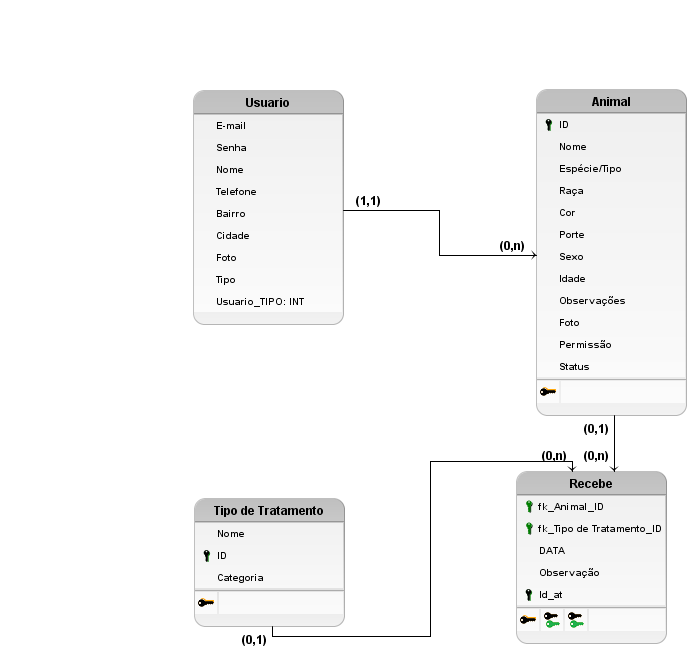 Usuario
E-mail
Senha
Nome
Telefone
Bairro
Cidade
Foto
Tipo
Usuario_TIPO: INT
(1,1)
(0,n)
Animal
ID
Nome
Espécie/Tipo
Raça
Cor
Porte
Sexo
Idade
Observações
Foto
Permissão
Status
(0,1)
(0,n)
(0,n)
Recebe
fk_Animal_ID
fk_Tipo de Tratamento_ID
DATA
Observação
Id_at
Tipo de Tratamento
Nome
ID
Categoria
(0,1)